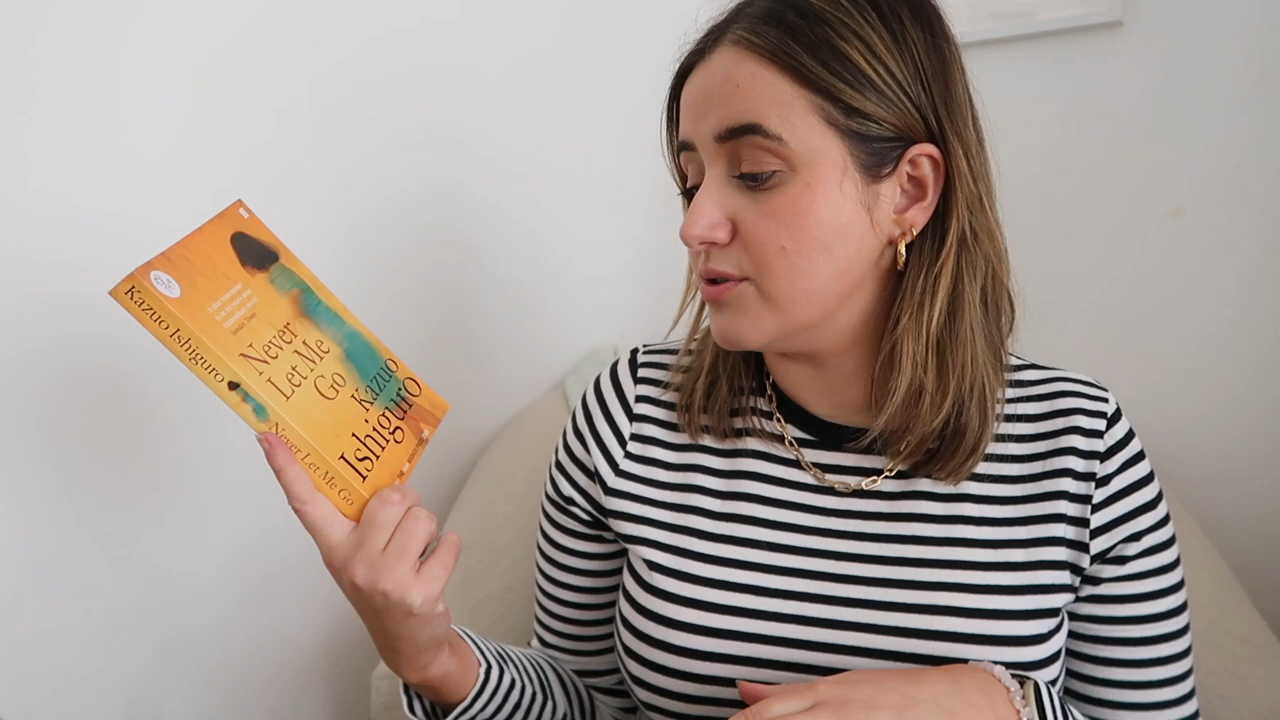 Kazuo Ishiguro
Never Let Me Go
Never
Let Me
Go
Kazuo
Ishiguro